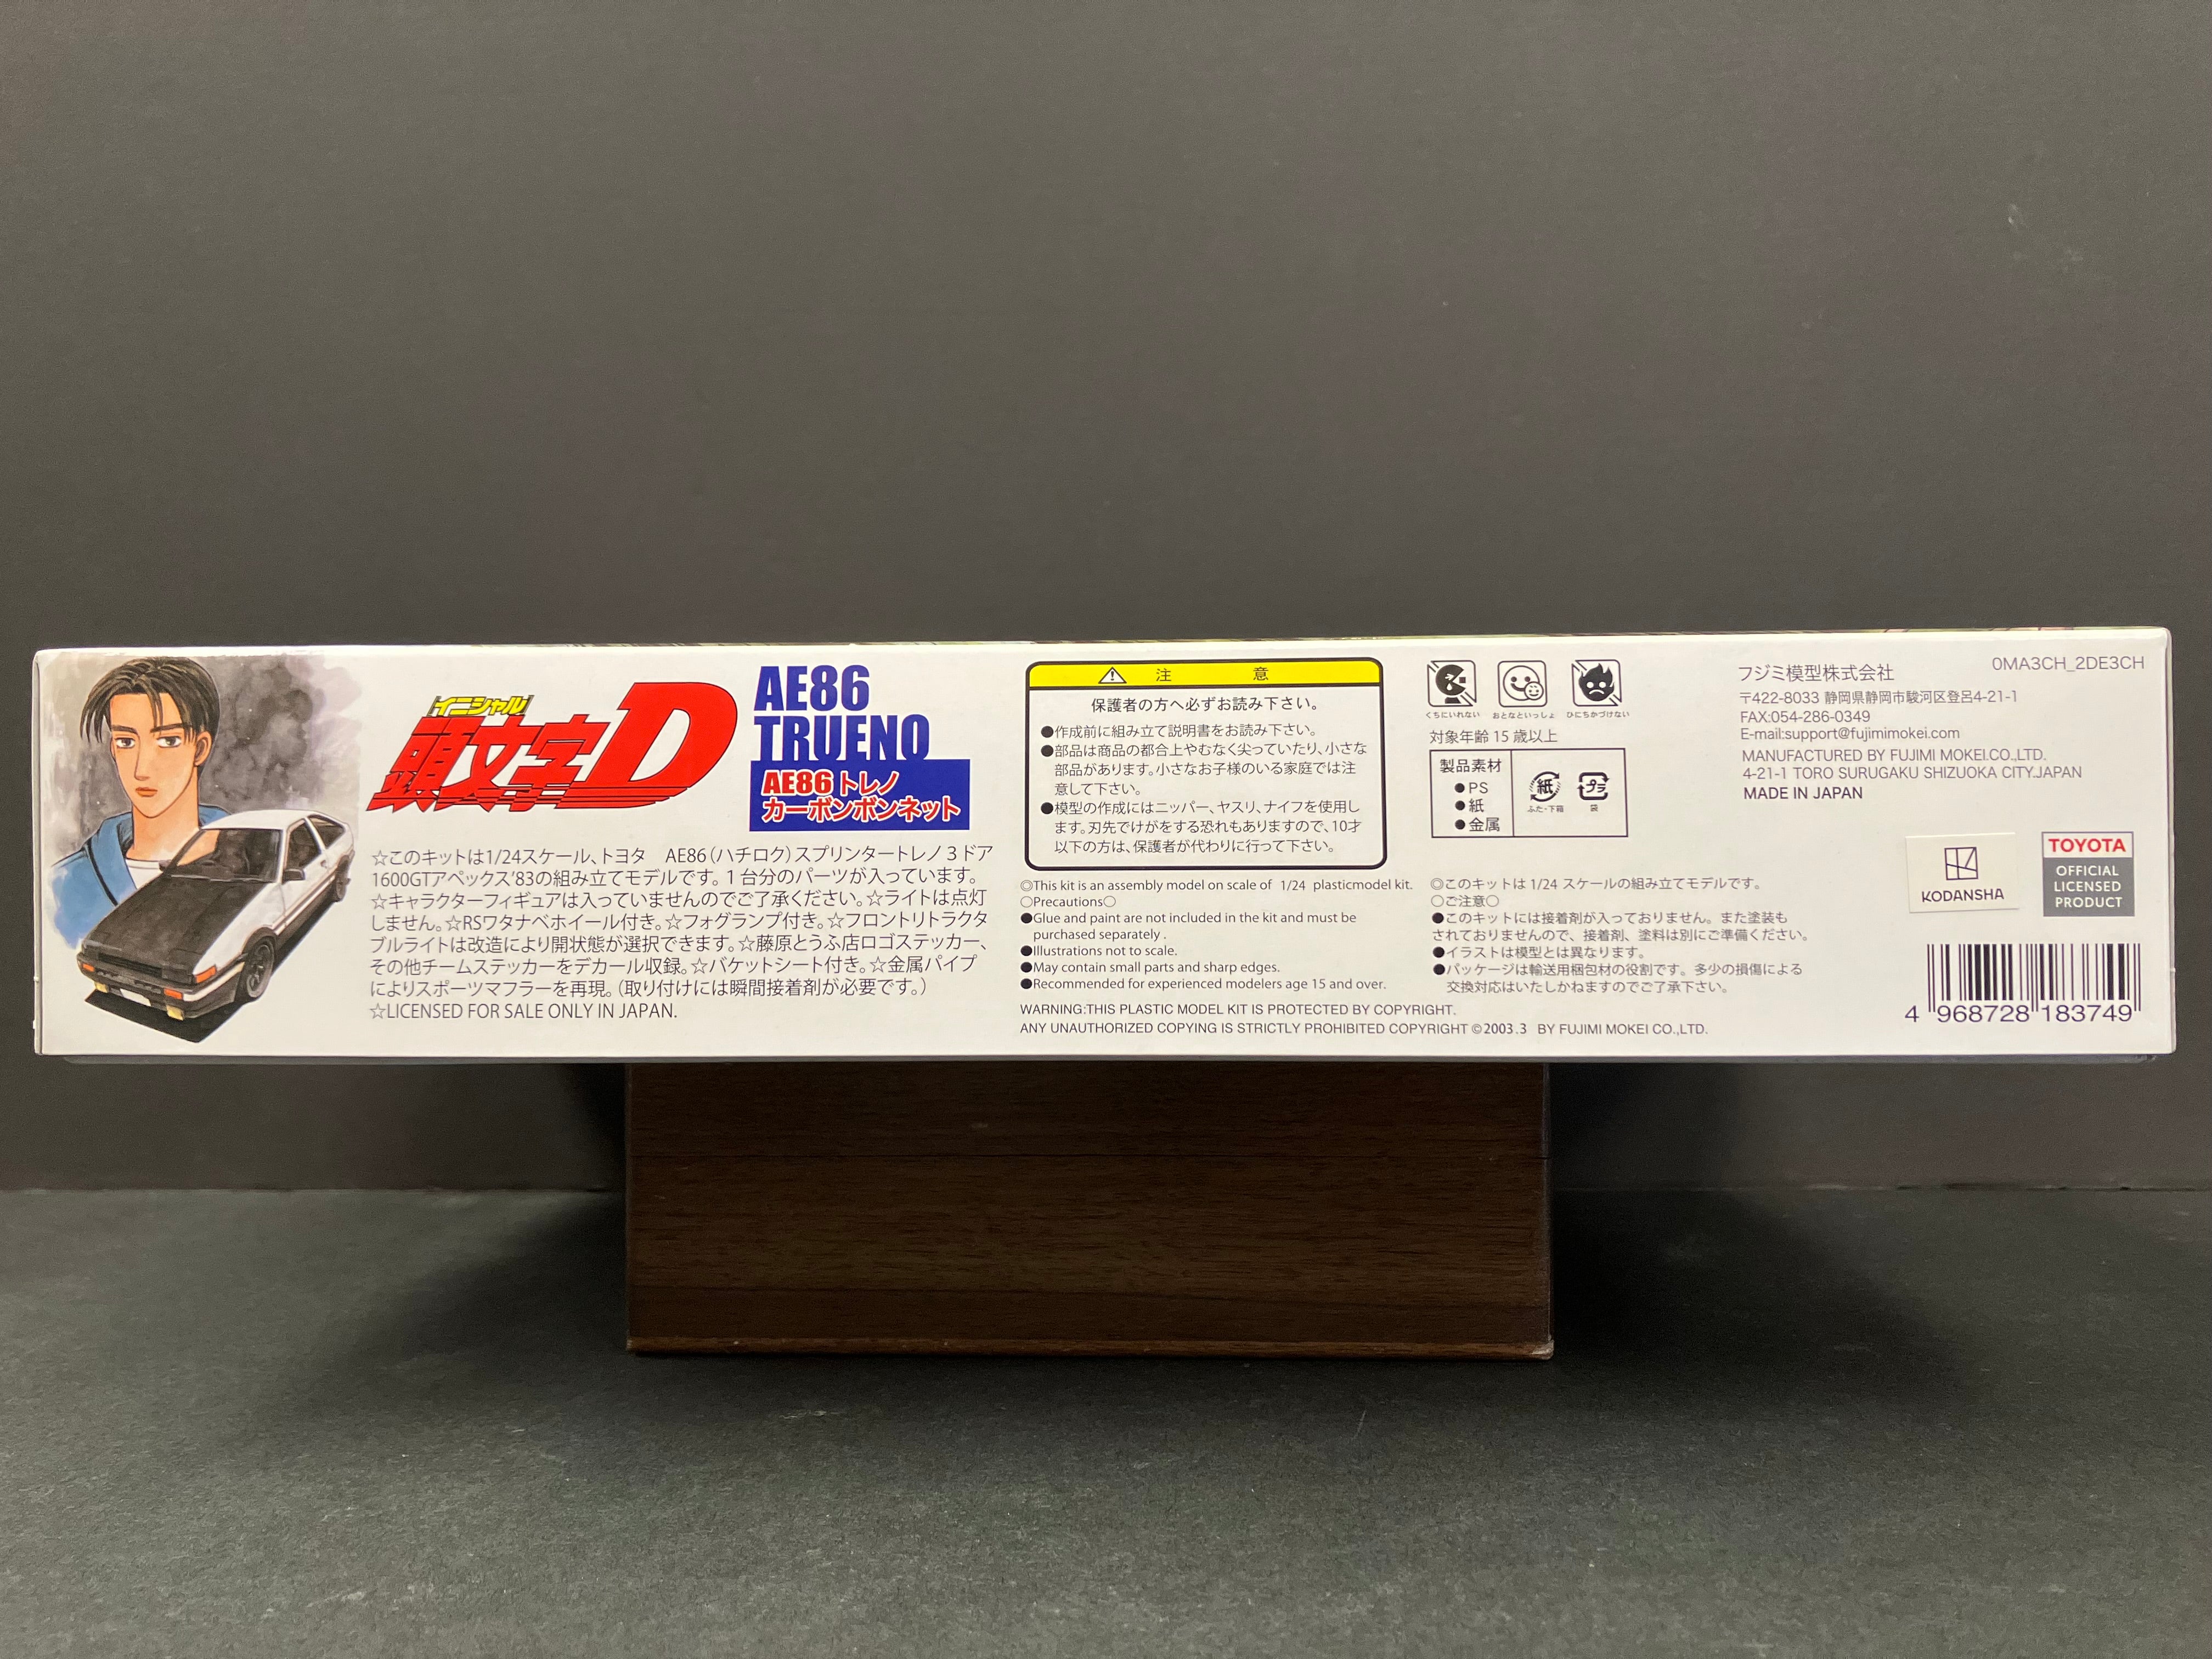 イニシャル
頭文字D
AE86
TRUENO
AE86 トレノ
カーボンボンネット
☆このキットは1/24スケール、トヨタ　AE86（ハチロク）スプリンタートレノ３ドア
1600GTアペックス'83の組み立てモデルです。１台分のパーツが入っています。
☆キャラクターフィギュアは入っていませんのでご了承ください。☆ライトは点灯
しません。☆RSワタナベホイール付き。☆フォグランプ付き。☆フロントリトラクタ
ブルライトは改造により開状態が選択できます。☆藤原とうふ店ロゴステッカー、
その他チームステッカーをデカール収録。☆バケットシート付き。☆金属パイプ
によりスポーツマフラーを再現。（取り付けには瞬間接着剤が必要です。）
☆LICENSED FOR SALE ONLY IN JAPAN.
注　意
保護者の方へ必ずお読み下さい。
●作成前に組み立て説明書をお読み下さい。
●部品は商品の都合上やむなく尖っていたり、小さな
部品があります。小さなお子様のいる家庭では注
意して下さい。
●模型の作成にはニッパー、ヤスリ、ナイフを使用し
ます。刃先でけがをする恐れもありますので、10才
以下の方は、保護者が代わりに行って下さい。
◎This kit is an assembly model on scale of 1/24 plasticmodel kit.
○Precautions○
●Glue and paint are not included in the kit and must be
purchased separately .
●Illustrations not to scale.
●May contain small parts and sharp edges.
●Recommended for experienced modelers age 15 and over.
WARNING:THIS PLASTIC MODEL KIT IS PROTECTED BY COPYRIGHT.
ANY UNAUTHORIZED COPYING IS STRICTLY PROHIBITED COPYRIGHT ©2003.3 BY FUJIMI MOKEI CO.,LTD.
くちにいれない おとなといっしょ ひにちかづけない
対象年齢 15 歳以上
製品素材
●PS
●紙
●金属
紙
ふた・下箱
プラ
袋
◎このキットは 1/24 スケールの組み立てモデルです。
○ご注意○
●このキットには接着剤が入っておりません。また塗装も
されておりませんので、接着剤、塗料は別にご準備ください。
●イラストは模型とは異なります。
●パッケージは輸送用梱包材の役割です。多少の損傷による
交換対応はいたしかねますのでご了承下さい。
フジミ模型株式会社
0MA3CH_2DE3CH
〒422-8033 静岡県静岡市駿河区登呂4-21-1
FAX:054-286-0349
E-mail:support@fujimimokei.com
MANUFACTURED BY FUJIMI MOKEI.CO.,LTD.
4-21-1 TORO SURUGAKU SHIZUOKA CITY.JAPAN
MADE IN JAPAN
KODANSHA
TOYOTA
OFFICIAL
LICENSED
PRODUCT
4 968728 183749